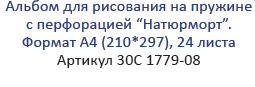 Альбом для рисования на пружине
с перфорацией “Натюрморт”.
Формат А4 (210*297), 24 листа
Артикул 30С 1779-08